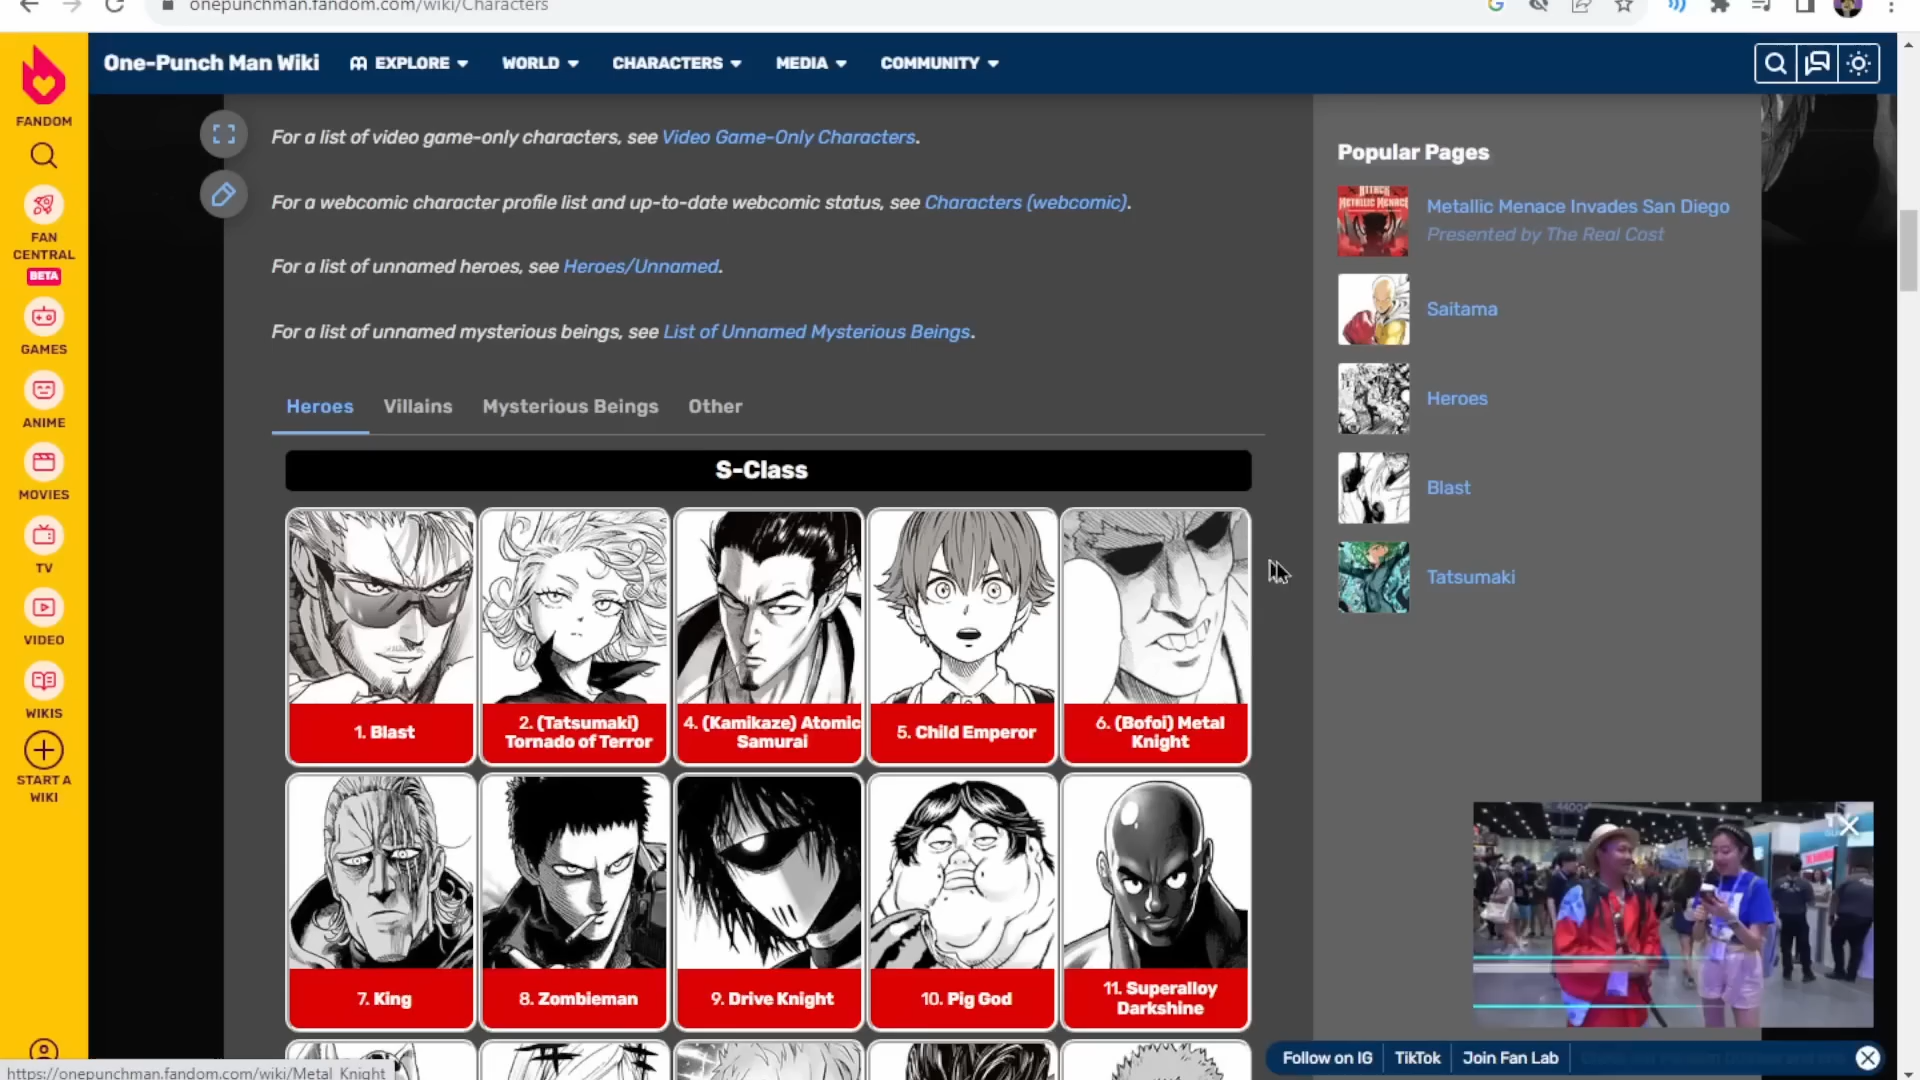 onepunchman.fandom.com/wiki/Characters
One-Punch Man Wiki
EXPLORE
WORLD
CHARACTERS
MEDIA
COMMUNITY
FANDOM
FAN
CENTRAL
BETA
GAMES
ANIME
MOVIES
TV
VIDEO
WIKIS
START A
WIKI
For a list of video game-only characters, see Video Game-Only Characters.
For a webcomic character profile list and up-to-date webcomic status, see Characters (webcomic).
For a list of unnamed heroes, see Heroes/Unnamed.
For a list of unnamed mysterious beings, see List of Unnamed Mysterious Beings.
Heroes
Villains
Mysterious Beings
Other
S-Class
1. Blast
2. (Tatsumaki)
Tornado of Terror
4. (Kamikaze) Atomic
Samurai
5. Child Emperor
6. (Bofoi) Metal
Knight
7. King
8. Zombieman
9. Drive Knight
10. Pig God
11. Superalloy
Darkshine
Popular Pages
ATTACK
METALLIC MENACE
Metallic Menace Invades San Diego
Presented by The Real Cost
Saitama
Heroes
Blast
Tatsumaki
4400
Follow on IG
TikTok
Join Fan Lab
https://onepunchman.fandom.com/wiki/Metal_Knight